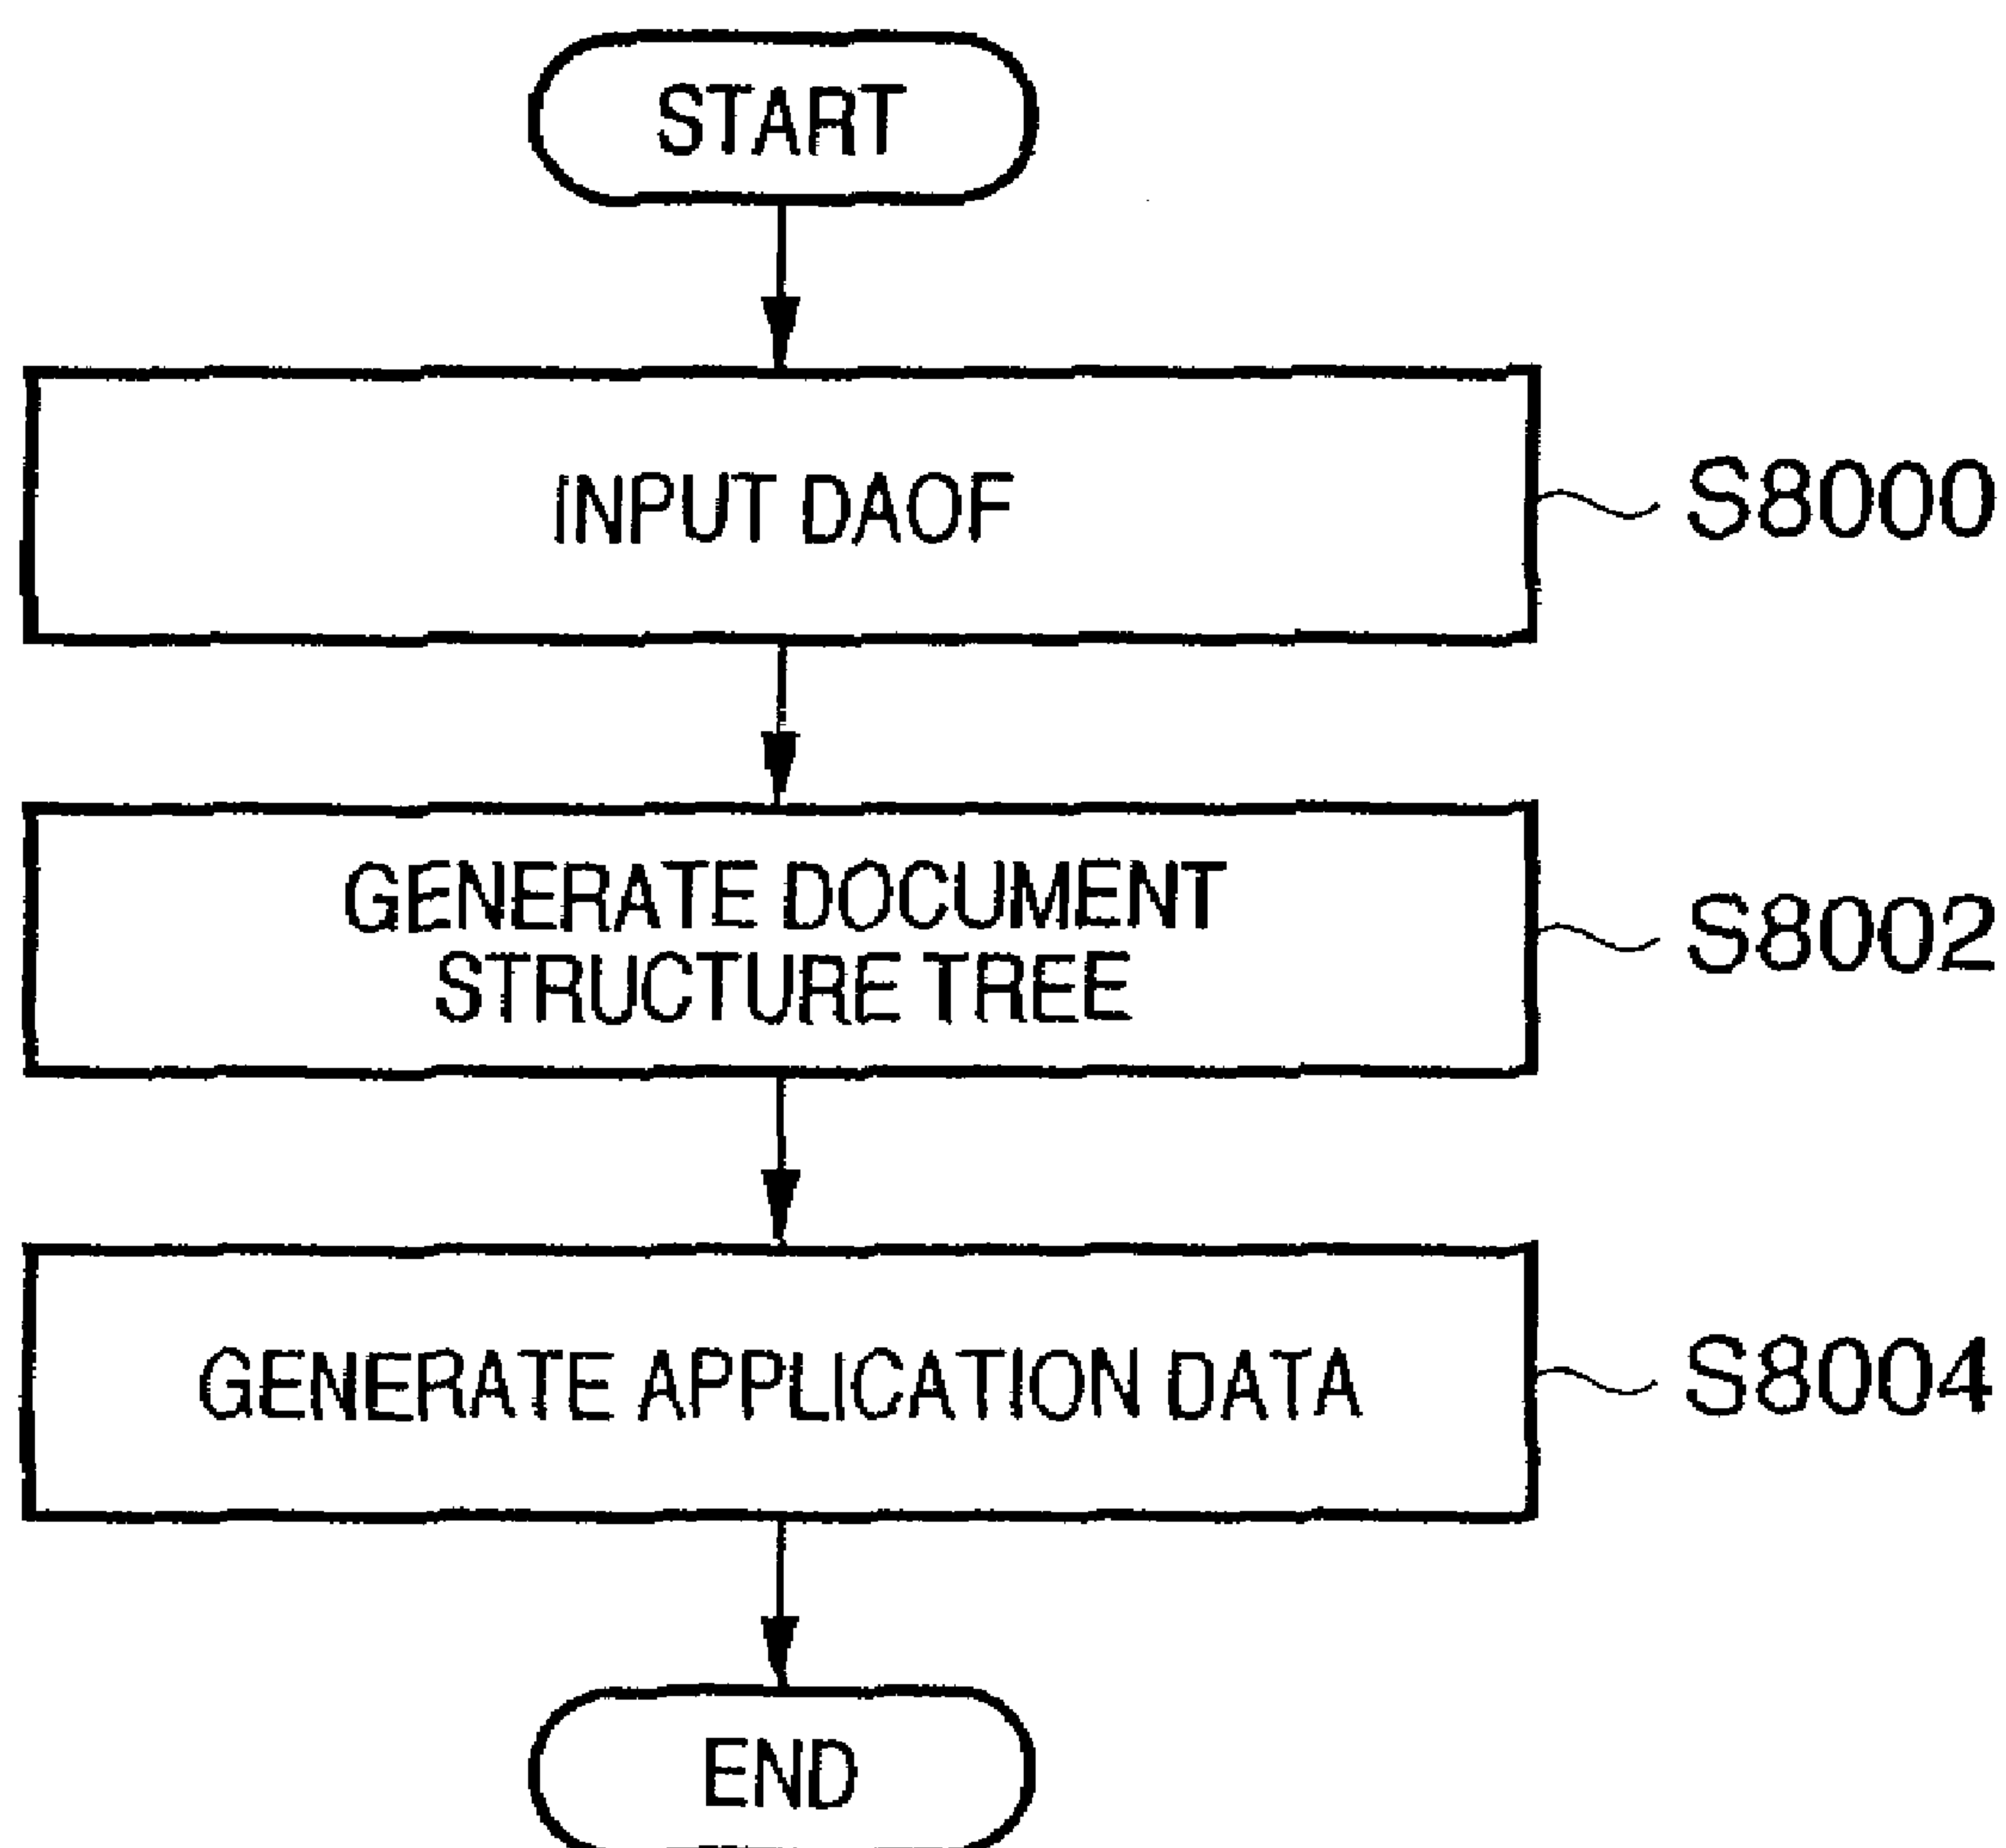 START
INPUT DAOF
S8000
GENERATE DOCUMENT
STRUCTURE TREE
S8002
GENERATE APPLICATION DATA
S8004
END